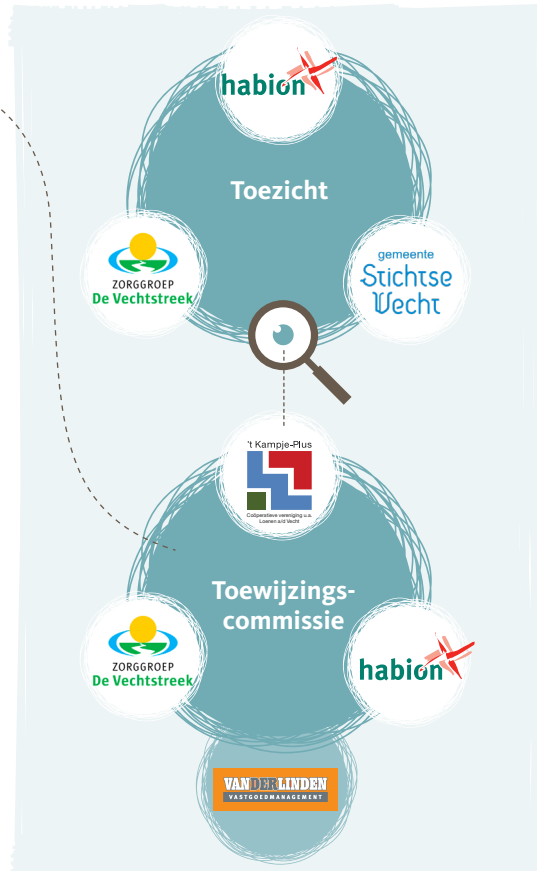 habion
Toezicht
ZORGGROEP
De Vechtstreek
gemeente
Stichtse
Vecht
't Kampje-Plus
Coöperatieve vereniging u.a.
Loenen a/d Vecht
Toewijzings-
commissie
ZORGGROEP
De Vechtstreek
habion
VANDERLINDEN
VASTGOEDMANAGEMENT